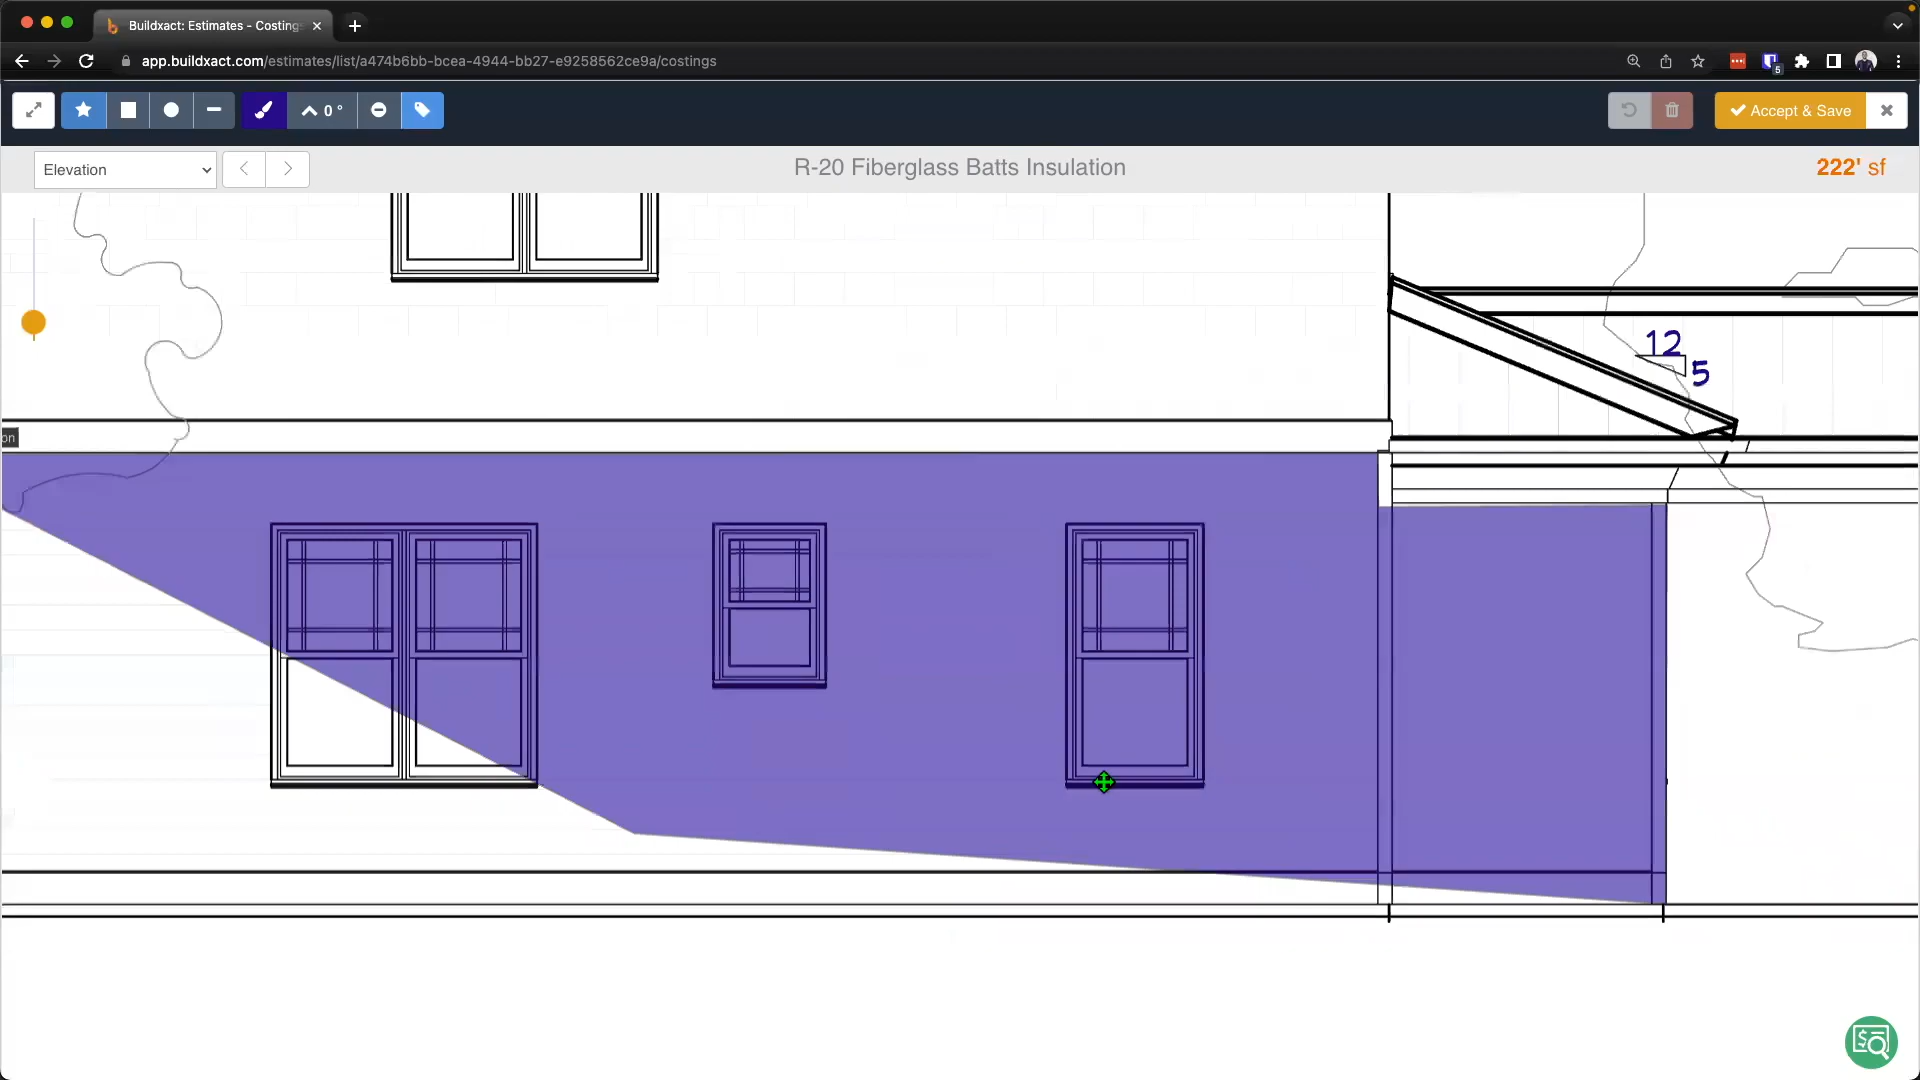 Buildxact: Estimates - Costing
app.buildxact.com/estimates/list/a474b6bb-bcea-4944-bb27-e9258562ce9a/costings
5
0 °
Accept & Save
Elevation
R-20 Fiberglass Batts Insulation
222' sf
12
5
on